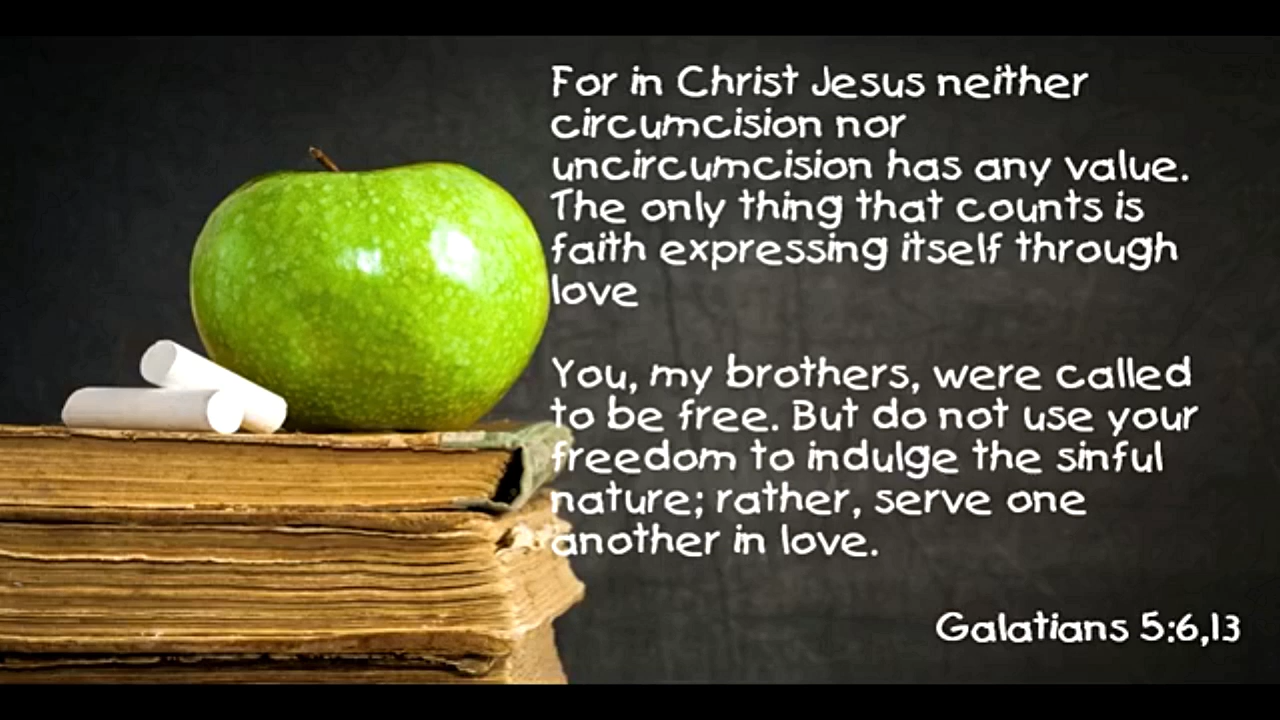 For in Christ Jesus neither
circumcision nor
uncircumcision has any value.
The only thing that counts is
faith expressing itself through
love
You, my brothers, were called
to be free. But do not use your
freedom to indulge the sinful
nature; rather, serve one
another in love.
Galatians 5:6,13